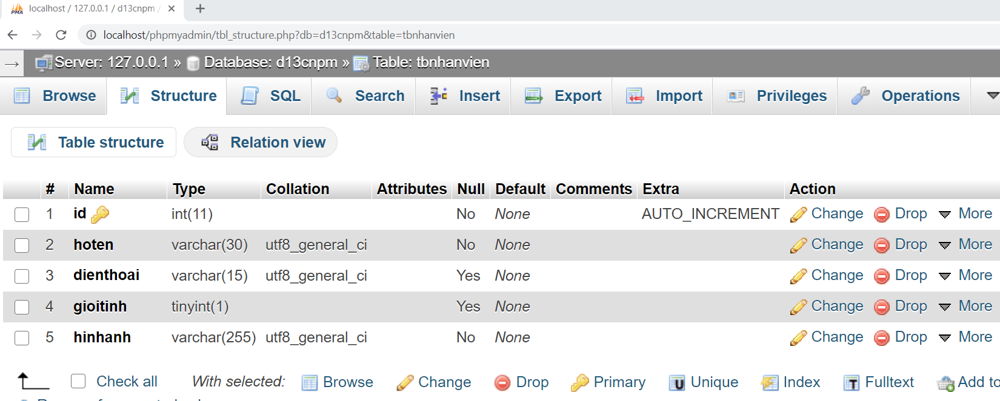 localhost / 127.0.0.1 / d13cnpm /
localhost/phpmyadmin/tbl_structure.php?db=d13cnpm&table=tbnhanvien
Server: 127.0.0.1 » Database: d13cnpm » Table: tbnhanvien
Browse Structure SQL Search Insert Export Import Privileges Operations
Table structure Relation view
# Name Type Collation Attributes Null Default Comments Extra Action
1 id int(11) No None AUTO_INCREMENT Change Drop More
2 hoten varchar(30) utf8_general_ci No None Change Drop More
3 dienthoai varchar(15) utf8_general_ci Yes None Change Drop More
4 gioitinh tinyint(1) Yes None Change Drop More
5 hinhanh varchar(255) utf8_general_ci No None Change Drop More
Check all With selected: Browse Change Drop Primary Unique Index Fulltext Add to